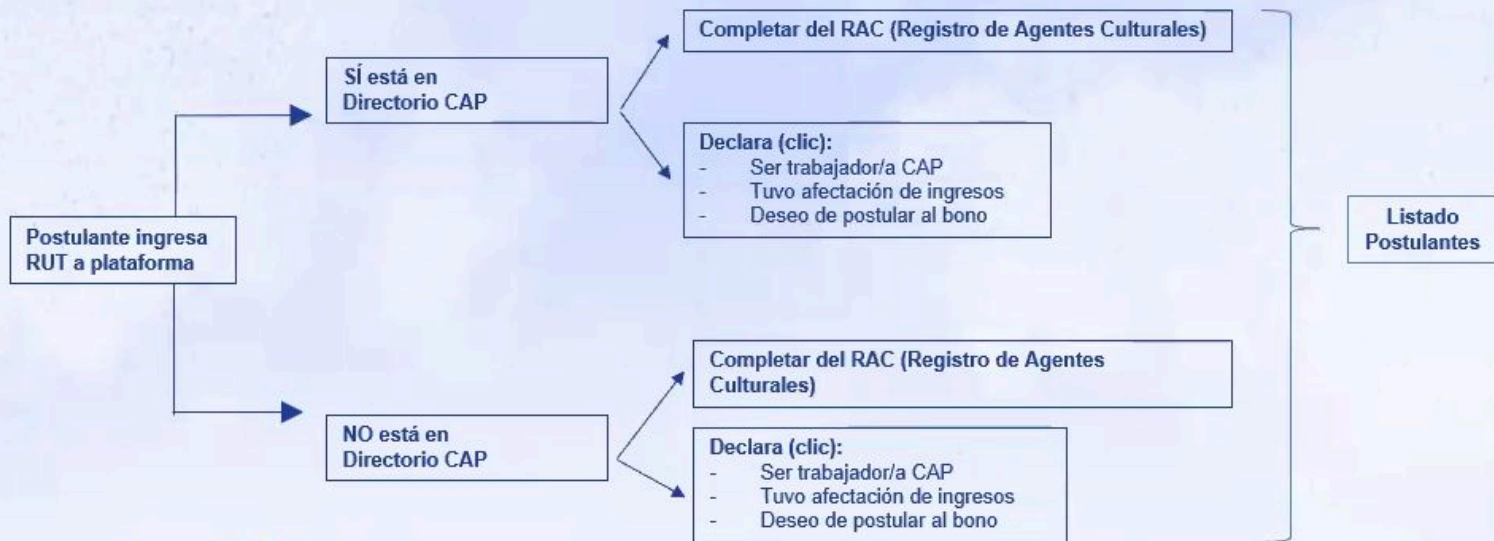 Postulante ingresa
RUT a plataforma
SÍ está en
Directorio CAP
Completar del RAC (Registro de Agentes Culturales)
Declara (clic):
- Ser trabajador/a CAP
- Tuvo afectación de ingresos
- Deseo de postular al bono
NO está en
Directorio CAP
Completar del RAC (Registro de Agentes
Culturales)
Declara (clic):
- Ser trabajador/a CAP
- Tuvo afectación de ingresos
- Deseo de postular al bono
Listado
Postulantes